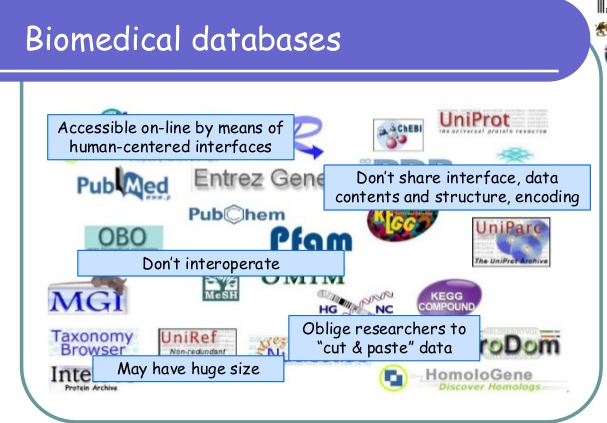 Biomedical databases
Accessible on-line by means of
human-centered interfaces
ChEBI
UniProt
the universal protein resource
Don't share interface, data
contents and structure, encoding
PubMed
Entrez Gene
PubChem
KEGG
UniParc
The UniProt Archive
OBO
Pfam
Don't interoperate
OMIM
MeSH
MGI
HG NC
KEGG
COMPOUND
Oblige researchers to
"cut & paste" data
Taxonomy
Browser
UniRef
Non-redundant
roDom
May have huge size
Inte
Protein Archive
HomoloGene
Discover Homologs